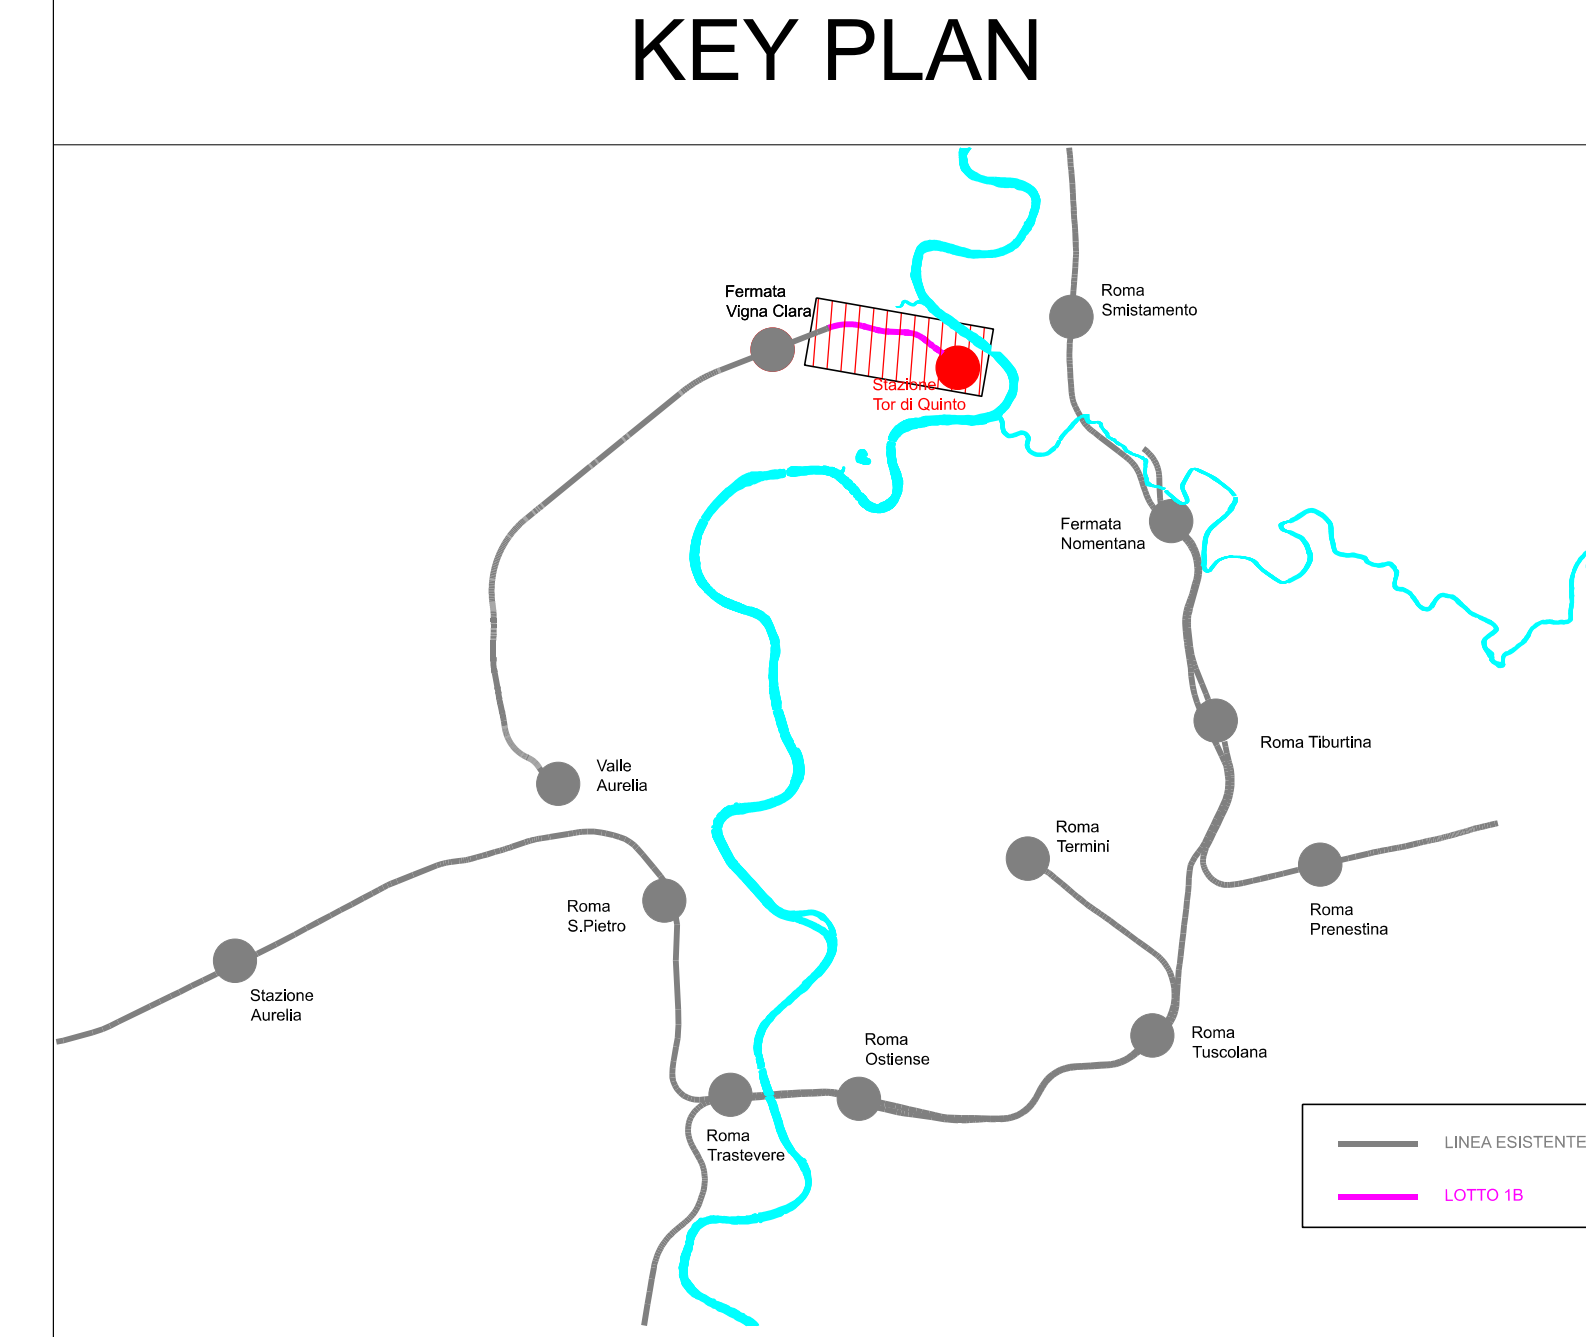 KEY PLAN
Fermata
Vigna Clara
Roma
Smistamento
Stazione
Tor di Quinto
Fermata
Nomentana
Roma Tiburtina
Valle
Aurelia
Roma
Termini
Roma
S.Pietro
Roma
Prenestina
Stazione
Aurelia
Roma
Ostiense
Roma
Tuscolana
Roma
Trastevere
LINEA ESISTENTE
LOTTO 1B